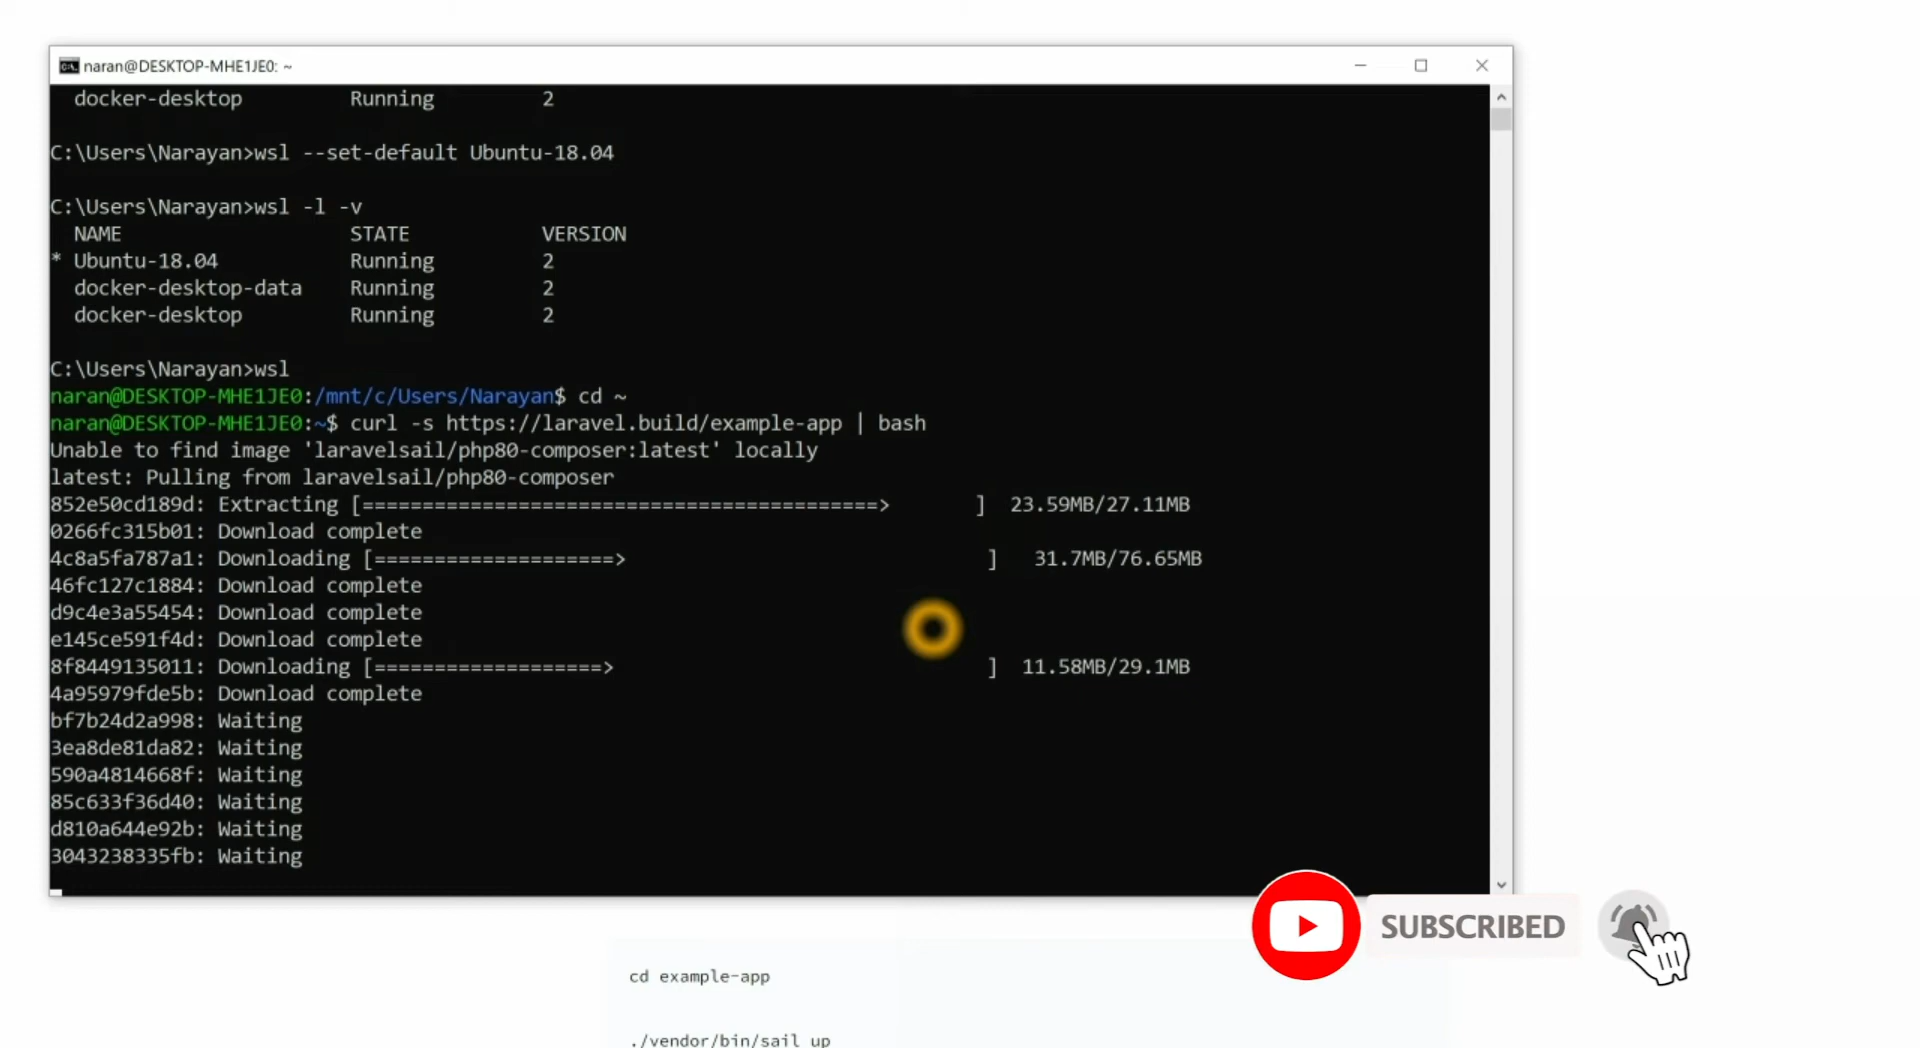 naran@DESKTOP-MHE1JE0: ~
docker-desktop Running 2
C:\Users\Narayan>wsl --set-default Ubuntu-18.04
C:\Users\Narayan>wsl -l -v
NAME STATE VERSION
* Ubuntu-18.04 Running 2
docker-desktop-data Running 2
docker-desktop Running 2
C:\Users\Narayan>wsl
naran@DESKTOP-MHE1JE0:/mnt/c/Users/Narayan$ cd ~
naran@DESKTOP-MHE1JE0:~$ curl -s https://laravel.build/example-app | bash
Unable to find image 'laravelsail/php80-composer:latest' locally
latest: Pulling from laravelsail/php80-composer
852e50cd189d: Extracting [===========================================> ] 23.59MB/27.11MB
0266fc315b01: Download complete
4c8a5fa787a1: Downloading [====================> ] 31.7MB/76.65MB
46fc127c1884: Download complete
d9c4e3a55454: Download complete
e145ce591f4d: Download complete
8f8449135011: Downloading [===================> ] 11.58MB/29.1MB
4a95979fde5b: Download complete
bf7b24d2a998: Waiting
3ea8de81da82: Waiting
590a4814668f: Waiting
85c633f36d40: Waiting
d810a644e92b: Waiting
3043238335fb: Waiting
SUBSCRIBED
cd example-app
./vendor/bin/sail up